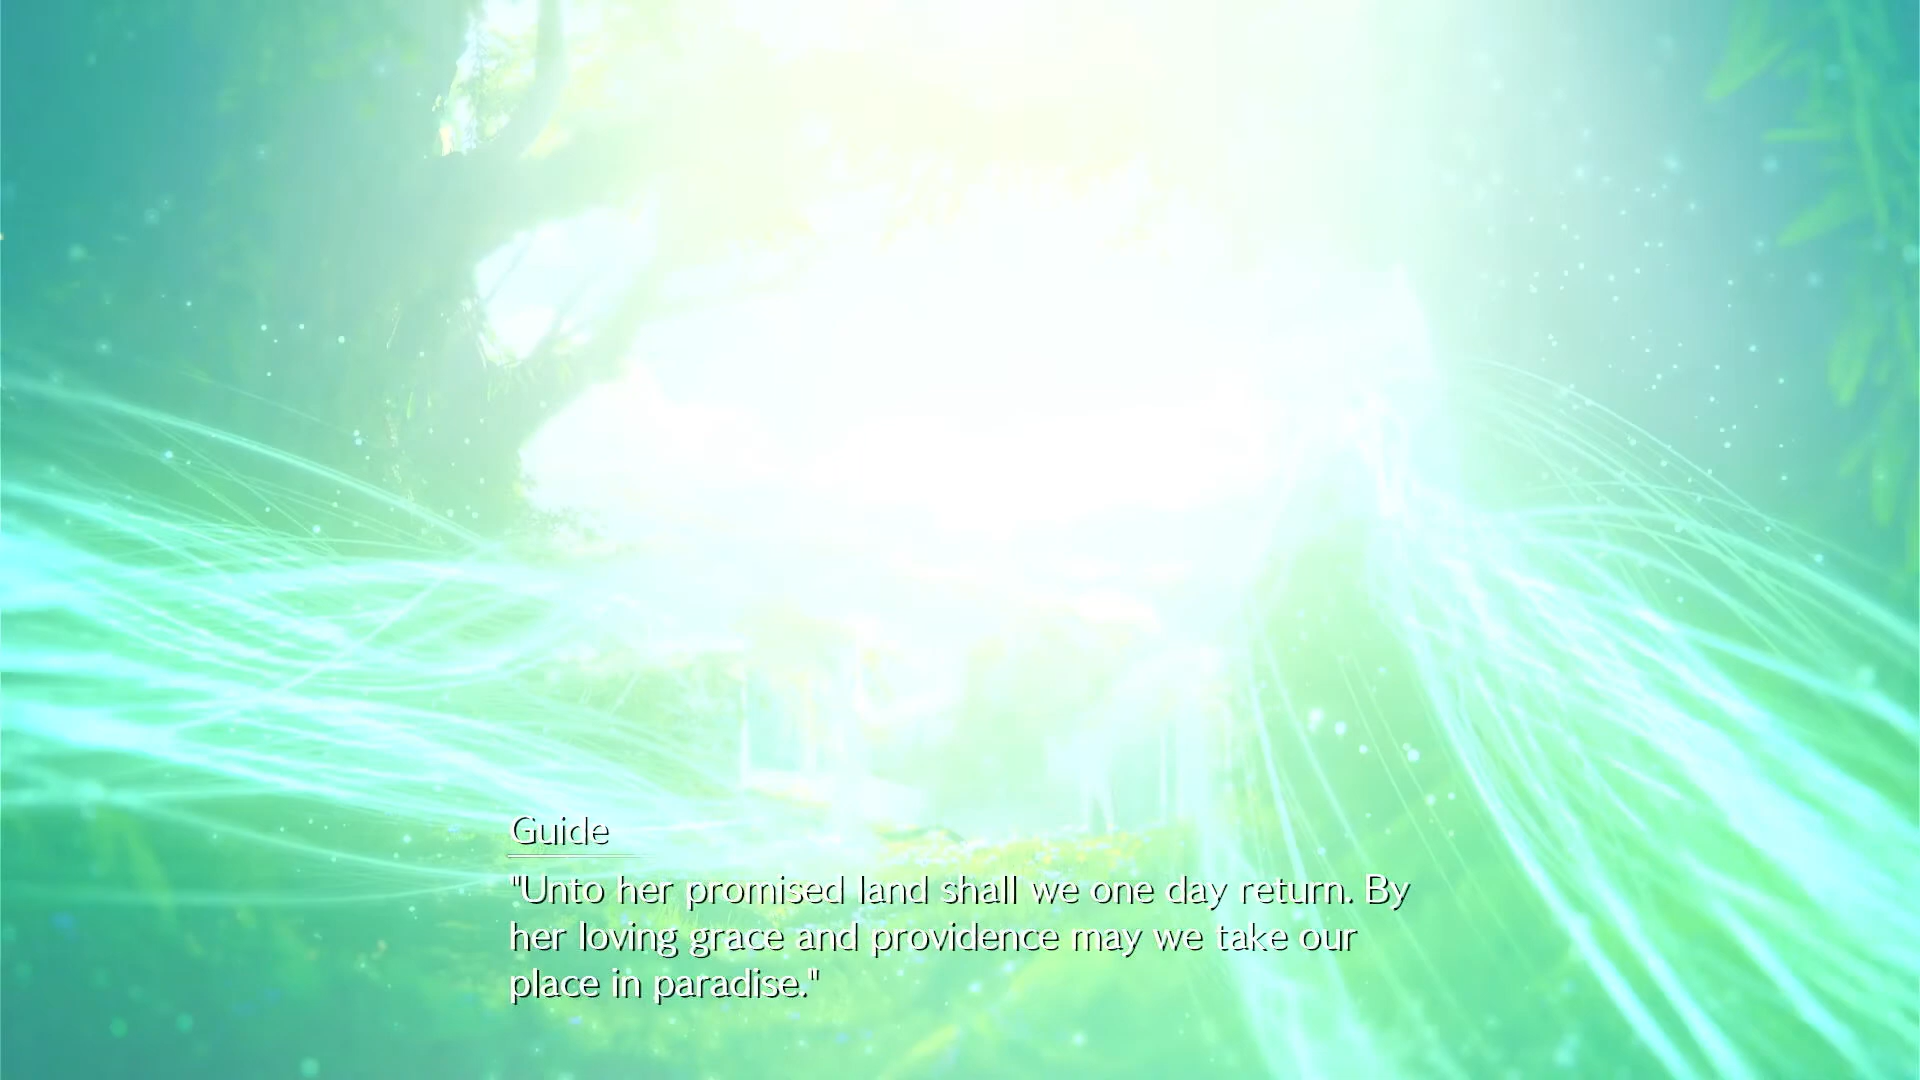 Guide
"Unto her promised land shall we one day return. By
her loving grace and providence may we take our
place in paradise."